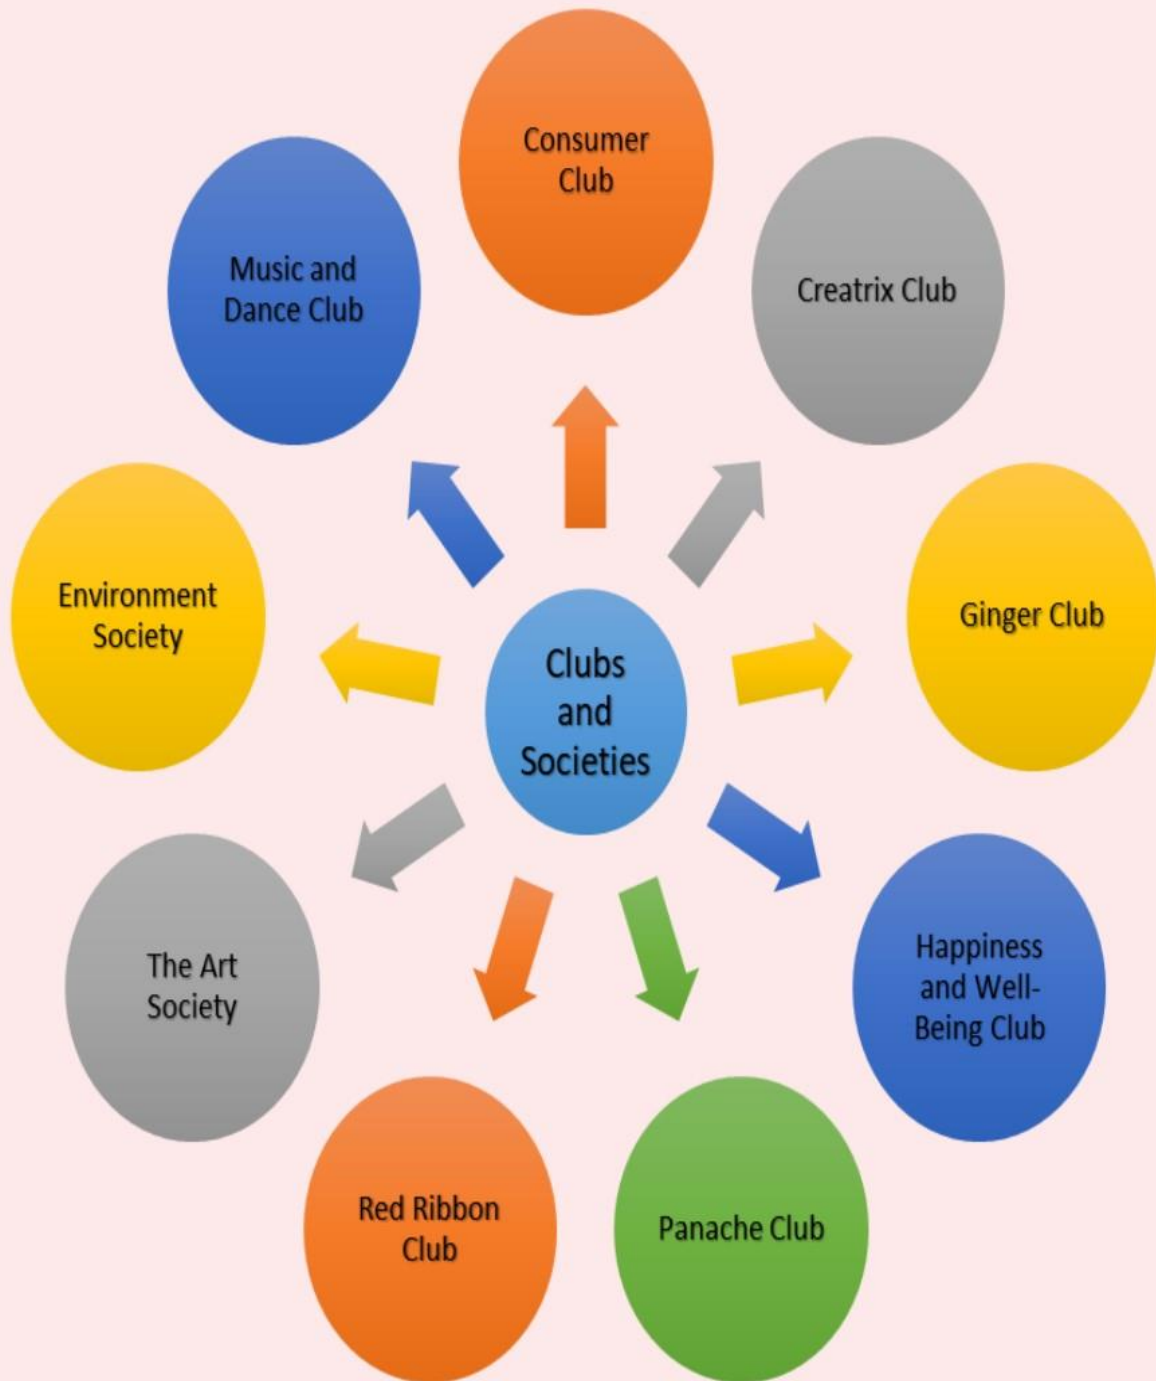 Consumer
Club
Creatrix Club
Ginger Club
Happiness
and Well-
Being Club
Panache Club
Red Ribbon
Club
The Art
Society
Environment
Society
Music and
Dance Club
Clubs
and
Societies